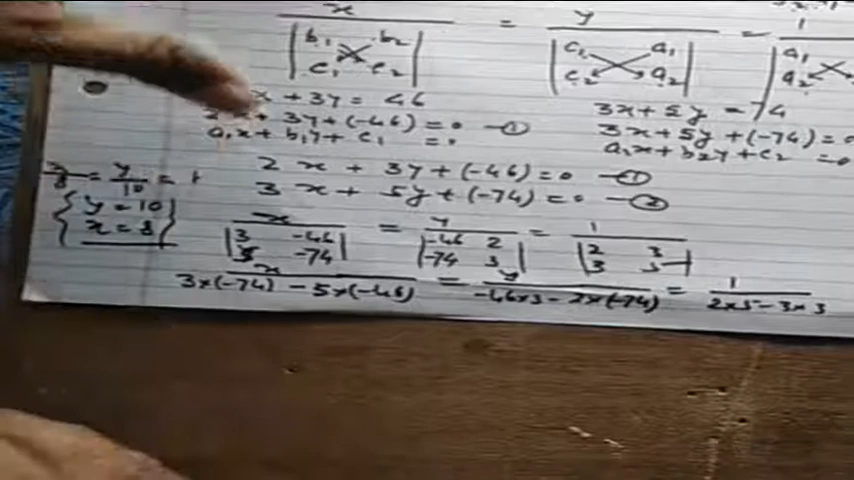 x = y = 1
| b₁ b₂ | | c₁ a₁ | | a₁
| c₁ c₂ | | c₂ a₂ | | a₂
x + 3y = 46 3x + 5y = 74
+ 3y + (-46) = 0 — ① 3x + 5y + (-74) = 0
a₁x + b₁y + c₁ = 0 a₁x + b₂y + c₂ = 0
2x + 3y + (-46) = 0 — ①
3x + 5y + (-74) = 0 — ②
x/8 = y/10 = 1
{ y = 10 }
{ x = 8 }
x = y = 1
| 3 -46 | | -46 2 | | 2 3 |
| 5 -74 | | -74 3 | | 3 5 |
x = y = 1
3×(-74) - 5×(-46) -46×3 - 2×(-74) 2×5 - 3×3